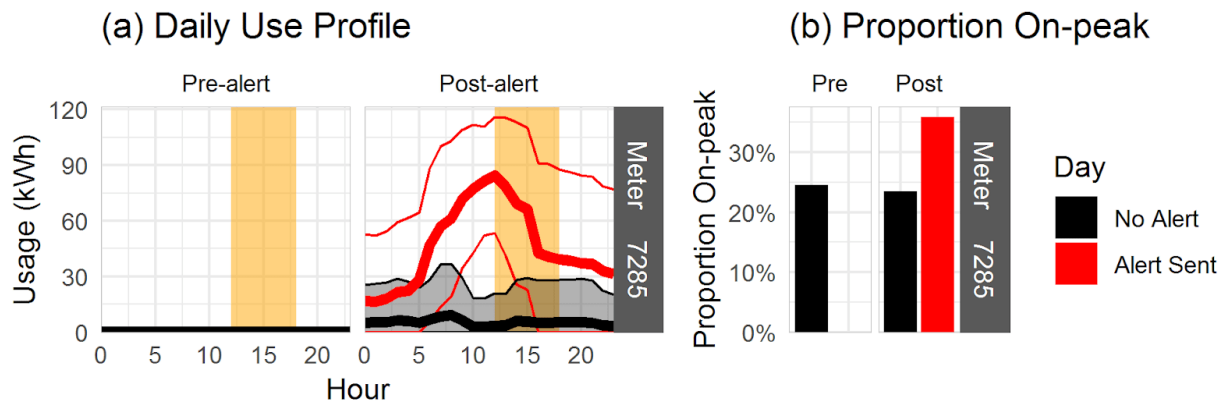 (a) Daily Use Profile
(b) Proportion On-peak
Pre-alert
Post-alert
Usage (kWh)
120
90
60
30
0
0
5
10
15
20
0
5
10
15
20
Hour
Meter 7285
Pre
Post
Proportion On-peak
30%
20%
10%
0%
Meter 7285
Day
No Alert
Alert Sent